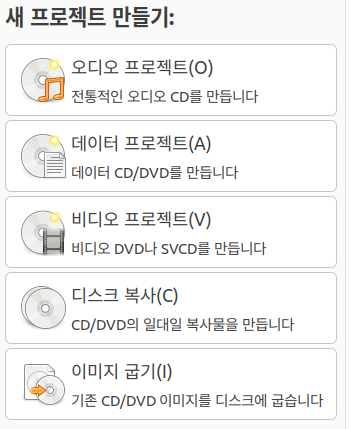 새 프로젝트 만들기:
오디오 프로젝트(O)
전통적인 오디오 CD를 만듭니다
데이터 프로젝트(A)
데이터 CD/DVD를 만듭니다
비디오 프로젝트(V)
비디오 DVD나 SVCD를 만듭니다
디스크 복사(C)
CD/DVD의 일대일 복사물을 만듭니다
이미지 굽기(I)
기존 CD/DVD 이미지를 디스크에 굽습니다